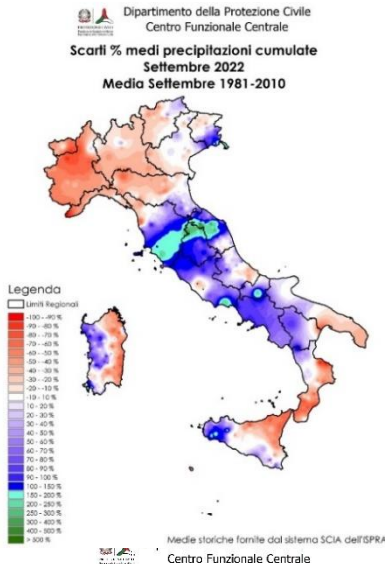 Dipartimento della Protezione Civile
Centro Funzionale Centrale
Scarti % medi precipitazioni cumulate
Settembre 2022
Media Settembre 1981-2010
Legenda
Limiti Regionali
-100 - -90 %
-90 - -80 %
-80 - -70 %
-70 - -60 %
-60 - -50 %
-50 - -40 %
-40 - -30 %
-30 - -20 %
-20 - -10 %
-10 - 10 %
10 - 20 %
20 - 30 %
30 - 40 %
40 - 50 %
50 - 60 %
60 - 70 %
70 - 80 %
80 - 90 %
90 - 100 %
100 - 150 %
150 - 200 %
200 - 250 %
250 - 300 %
300 - 400 %
400 - 500 %
> 500 %
Medie storiche fornite dal sistema SCIA dell'ISPRA
Centro Funzionale Centrale